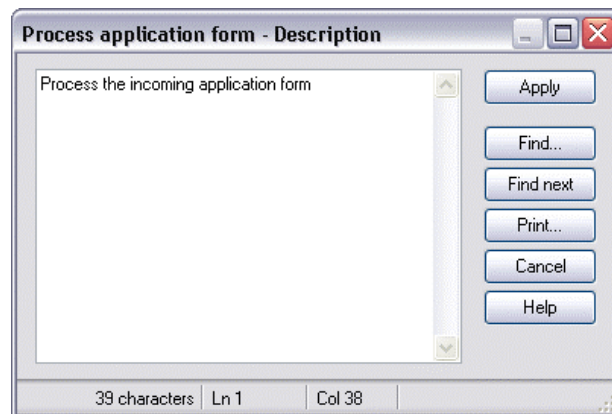 Process application form - Description
Process the incoming application form
Apply
Find...
Find next
Print...
Cancel
Help
39 characters
Ln 1
Col 38